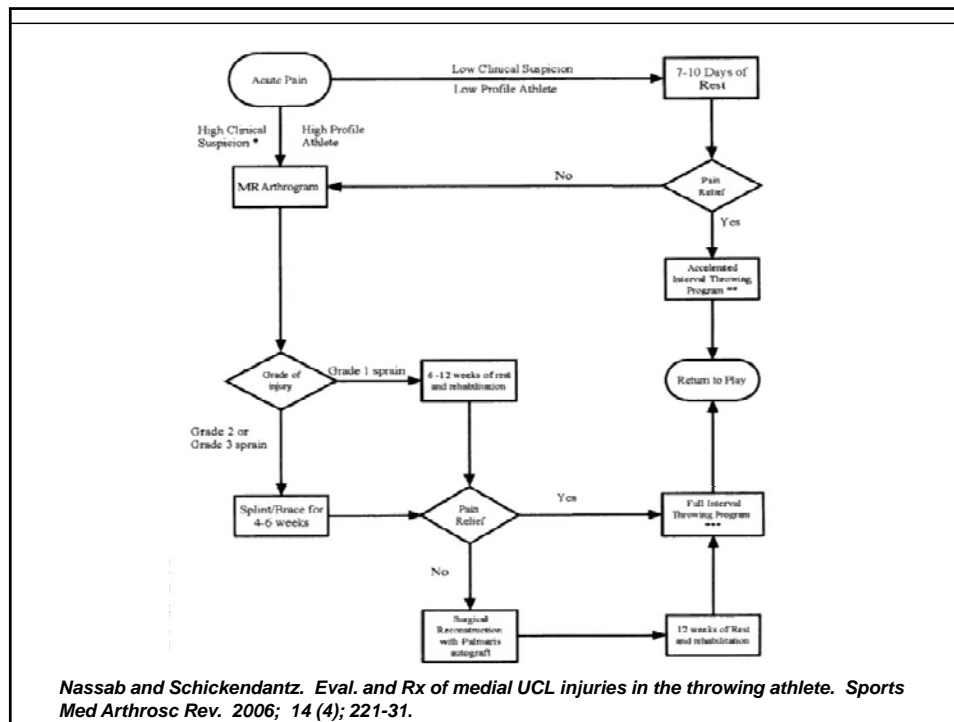 Acute Pain
Low Clinical Suspicion
Low Profile Athlete
7-10 Days of
Rest
High Clinical
Suspicion *
High Profile
Athlete
MR Arthrogram
No
Pain
Relief
Yes
Accelerated
Interval Throwing
Program **
Return to Play
Grade of
injury
Grade 1 sprain
6 -12 weeks of rest
and rehabilitation
Grade 2 or
Grade 3 sprain
Splint/Brace for
4-6 weeks
Pain
Relief
Yes
Full Interval
Throwing Program
***
No
Surgical
Reconstruction
with Palmaris
autograft
12 weeks of Rest
and rehabilitation
Nassab and Schickendantz. Eval. and Rx of medial UCL injuries in the throwing athlete. Sports
Med Arthrosc Rev. 2006; 14 (4); 221-31.